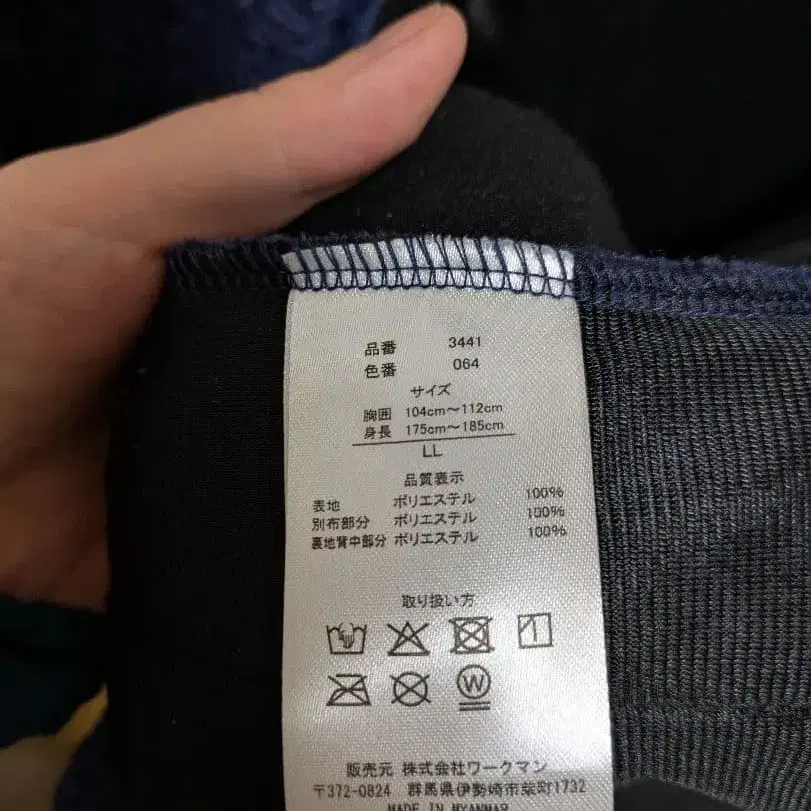 品番 3441
色番 064
サイズ
胸囲 104cm～112cm
身長 175cm～185cm
LL
品質表示
表地 ポリエステル 100%
別布部分 ポリエステル 100%
裏地背中部分 ポリエステル 100%
取り扱い方
W
販売元 株式会社ワークマン
〒372-0824 群馬県伊勢崎市柴町1732
MADE IN MYANMAR